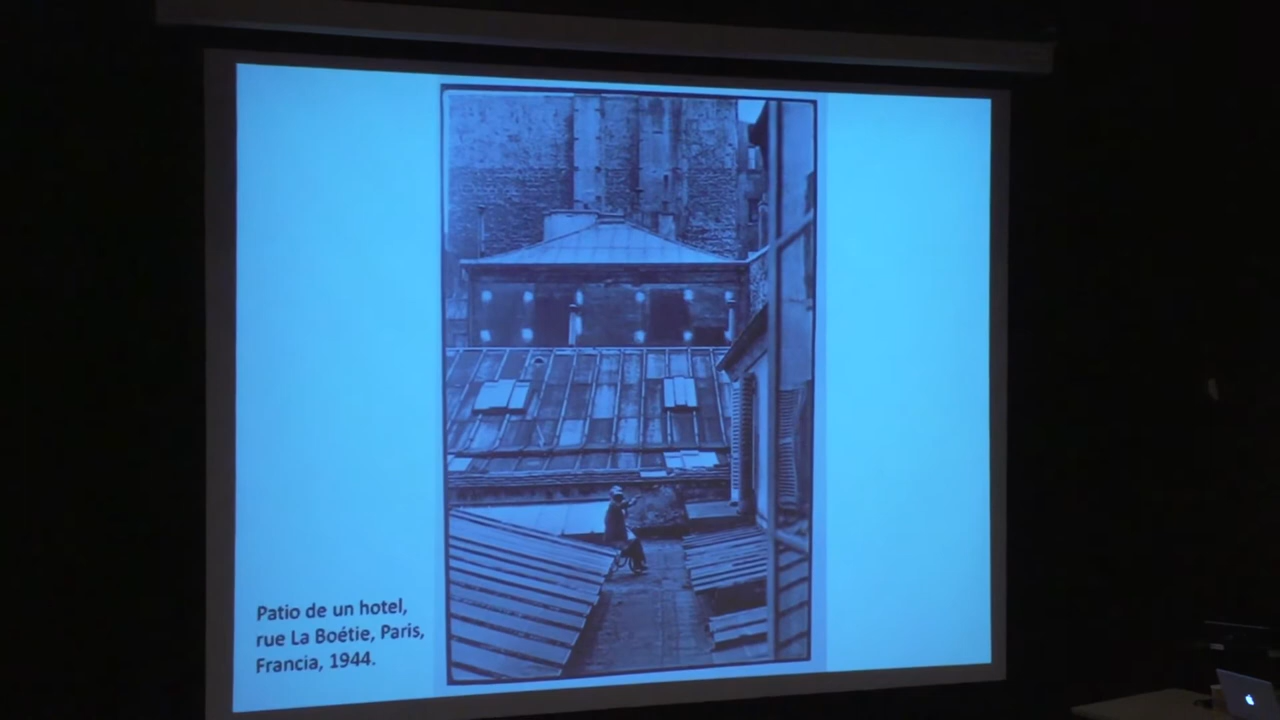 Patio de un hotel,
rue La Boétie, Paris,
Francia, 1944.